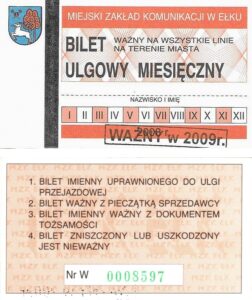 MIEJSKI ZAKŁAD KOMUNIKACJI W EŁKU
BILET WAŻNY NA WSZYSTKIE LINIE
NA TERENIE MIASTA
ULGOWY MIESIĘCZNY
NAZWISKO I IMIĘ
I II III IV V VI VII VIII IX X XI XII
2008 r.
WAŻNY w 2009r.
1. BILET IMIENNY UPRAWNIONEGO DO ULGI
PRZEJAZDOWEJ
2. BILET WAŻNY Z PIECZĄTKĄ SPRZEDAWCY
3. BILET IMIENNY WAŻNY Z DOKUMENTEM
TOŻSAMOŚCI
4. BILET ZNISZCZONY LUB USZKODZONY
JEST NIEWAŻNY
Nr W 0008597